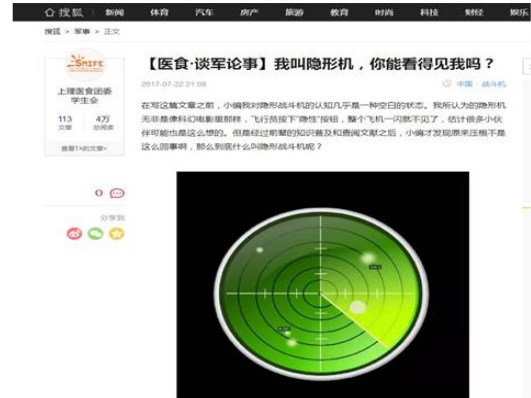 搜狐 新闻 体育 汽车 房产 旅游 教育 时尚 科技 财经 娱乐
搜狐 > 军事 > 正文
SMIFE
上理医食团委
学生会
113 4万
文章 总阅读
查看TA的文章>
0
分享到
【医食·谈军论事】我叫隐形机，你能看得见我吗？
2017-07-22 21:08
中国 战斗机
在写这篇文章之前，小编我对隐形战斗机的认知几乎是一种空白的状态。我所认为的隐形机
无非是像科幻电影里那样，飞行员按下"隐性"按钮，整个飞机一闪就不见了，估计很多小伙
伴可能也是这么想的。但是经过前辈的知识普及和查阅文献之后，小编才发现原来压根不是
这么回事啊，那么到底什么叫隐形战斗机呢？